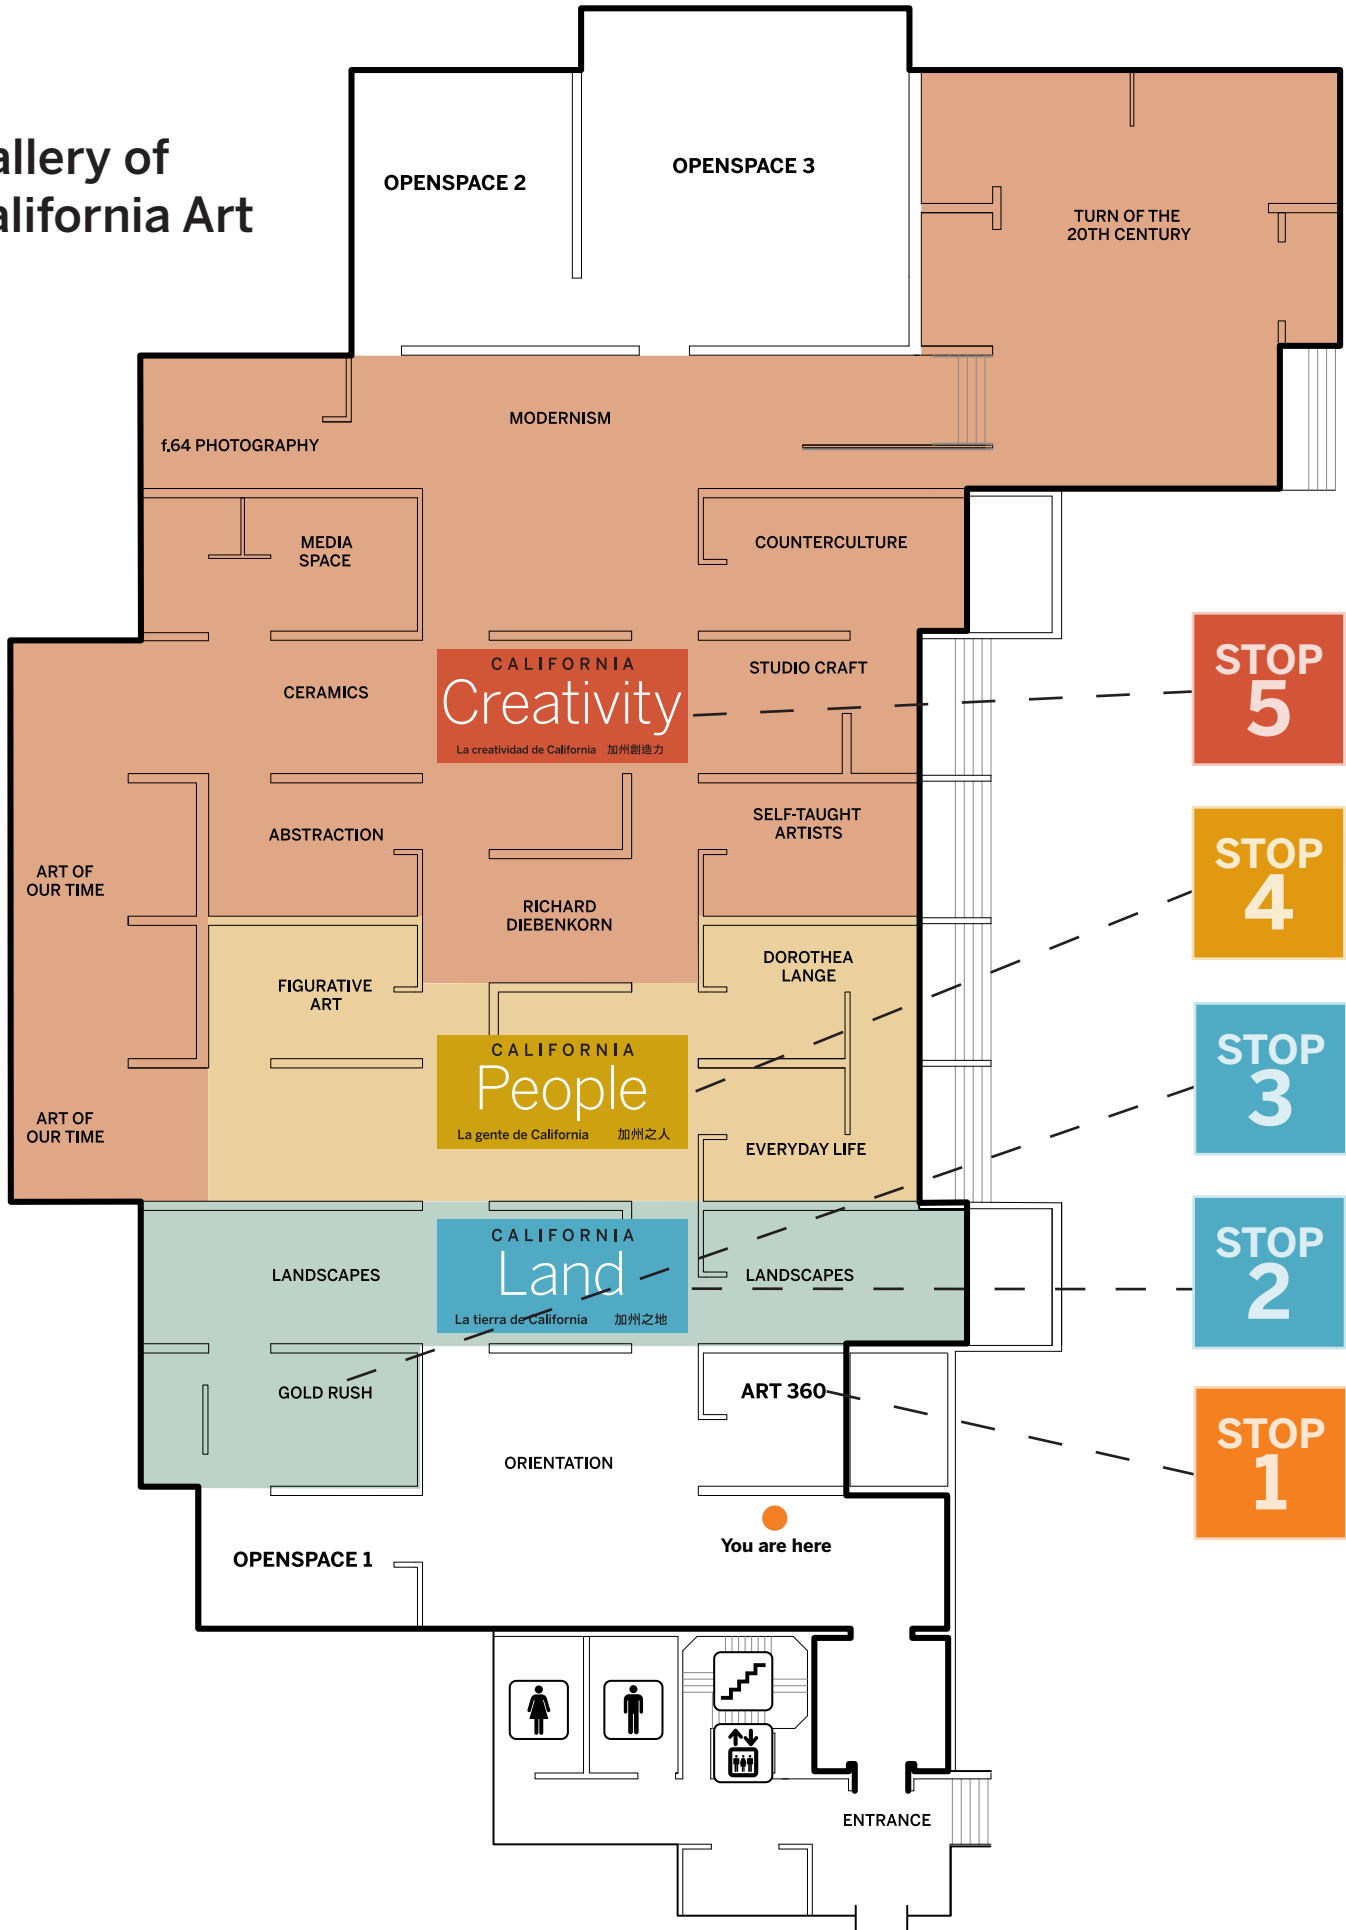 allery of
alifornia Art
OPENSPACE 2
OPENSPACE 3
TURN OF THE
20TH CENTURY
MODERNISM
f.64 PHOTOGRAPHY
MEDIA
SPACE
COUNTERCULTURE
CERAMICS
CALIFORNIA
Creativity
La creatividad de California 加州創造力
STUDIO CRAFT
STOP
5
ABSTRACTION
SELF-TAUGHT
ARTISTS
STOP
4
ART OF
OUR TIME
RICHARD
DIEBENKORN
FIGURATIVE
ART
DOROTHEA
LANGE
CALIFORNIA
People
La gente de California 加州之人
STOP
3
ART OF
OUR TIME
EVERYDAY LIFE
LANDSCAPES
CALIFORNIA
Land
La tierra de California 加州之地
LANDSCAPES
STOP
2
GOLD RUSH
ART 360
ORIENTATION
STOP
1
OPENSPACE 1
You are here
ENTRANCE